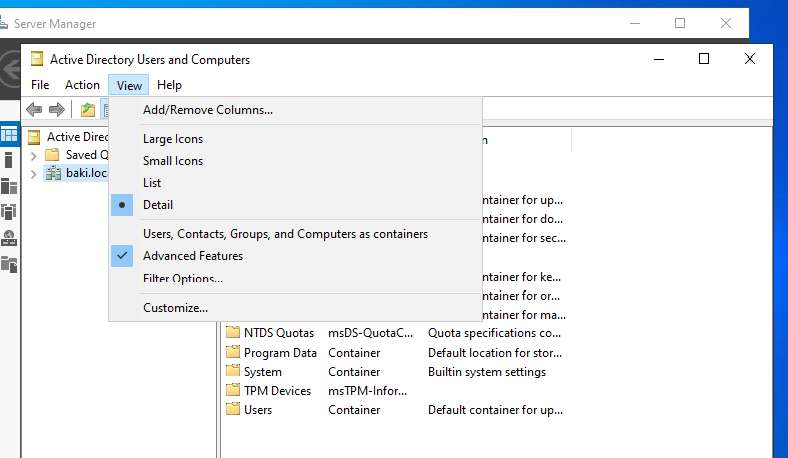 Server Manager
Active Directory Users and Computers
File Action View Help
Add/Remove Columns...
Large Icons
Small Icons
List
Detail
Users, Contacts, Groups, and Computers as containers
Advanced Features
Filter Options...
Customize...
Active Direc
Saved Q
baki.loca
n
ntainer for up...
ntainer for do...
ntainer for sec...
ntainer for ke...
ntainer for or...
ntainer for ma...
NTDS Quotas msDS-QuotaC... Quota specifications co...
Program Data Container Default location for stor...
System Container Builtin system settings
TPM Devices msTPM-Infor...
Users Container Default container for up...